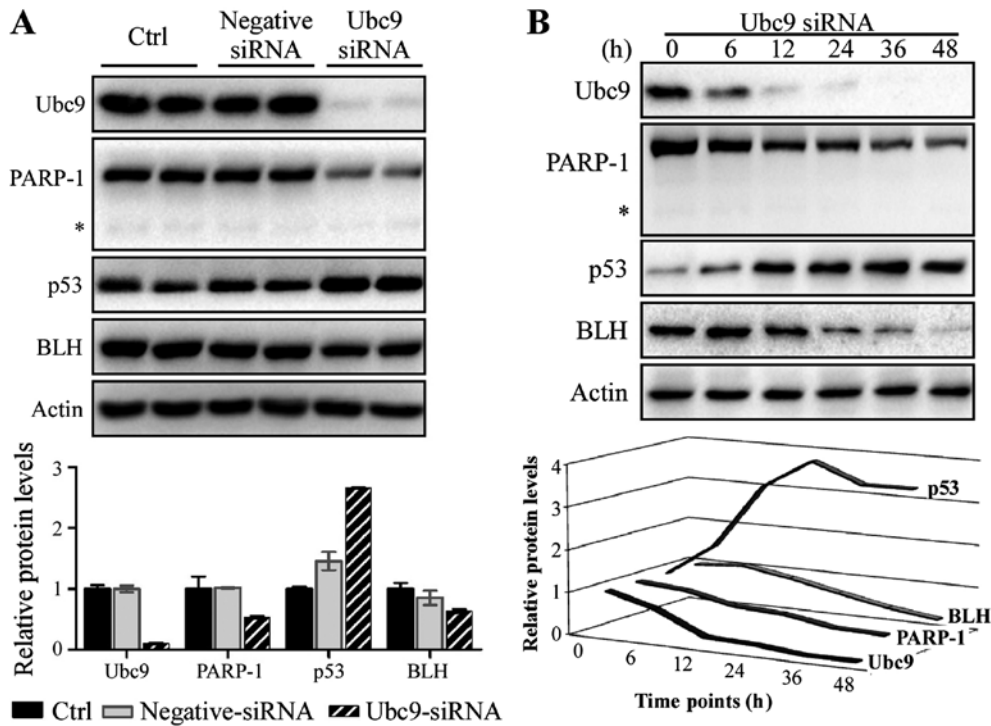 A
Ctrl
Negative
siRNA
Ubc9
siRNA
Ubc9
PARP-1
*
p53
BLH
Actin
Relative protein levels
3
2
1
0
Ubc9 PARP-1 p53 BLH
Ctrl Negative-siRNA Ubc9-siRNA
B
Ubc9 siRNA
(h) 0 6 12 24 36 48
Ubc9
PARP-1
*
p53
BLH
Actin
Relative protein levels
4
3
2
1
0
p53
BLH
PARP-1
Ubc9
0 6 12 24 36 48
Time points (h)